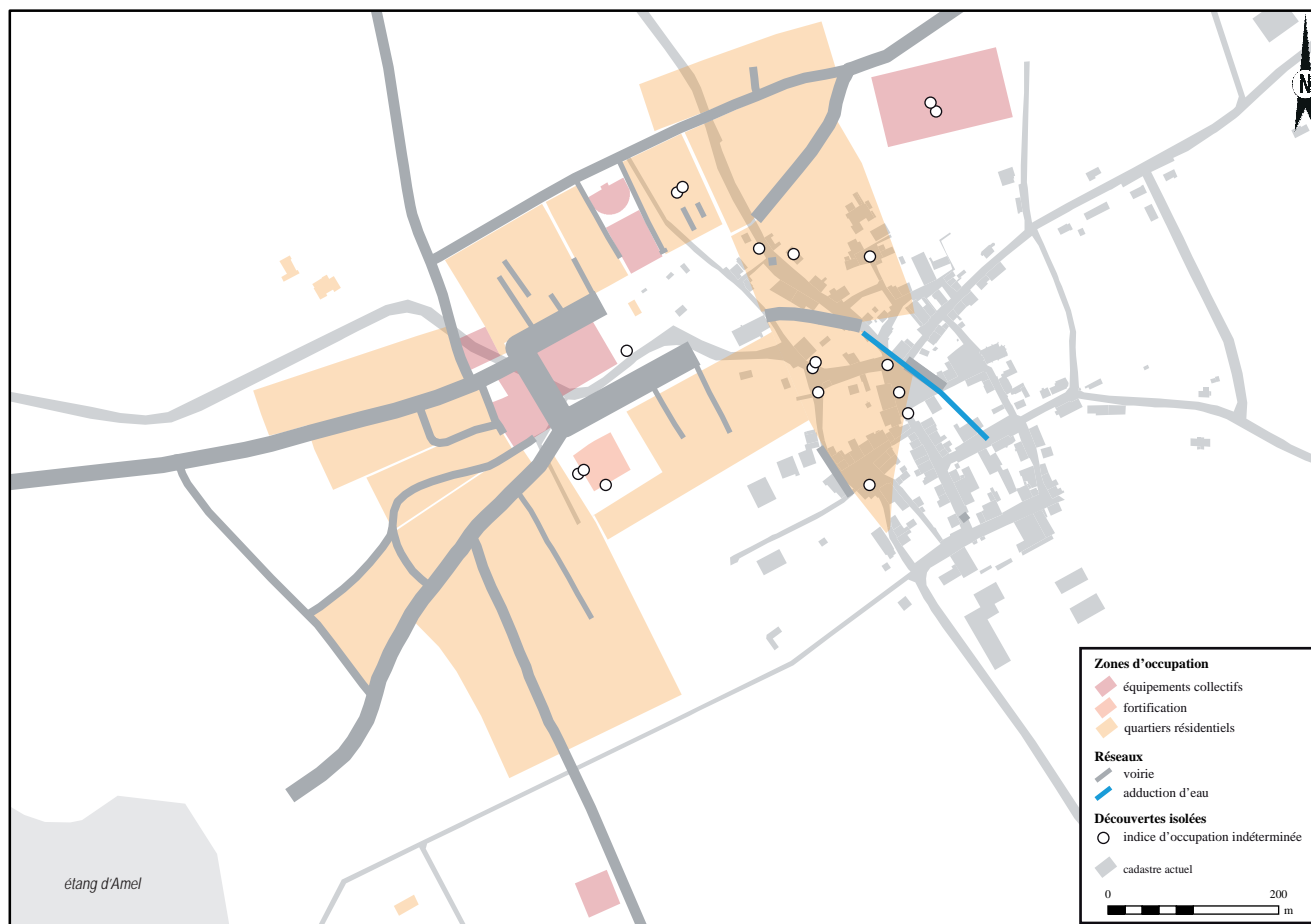 N
étang d'Amel
Zones d’occupation
équipements collectifs
fortification
quartiers résidentiels
Réseaux
voirie
adduction d’eau
Découvertes isolées
indice d’occupation indéterminée
cadastre actuel
0 200
m